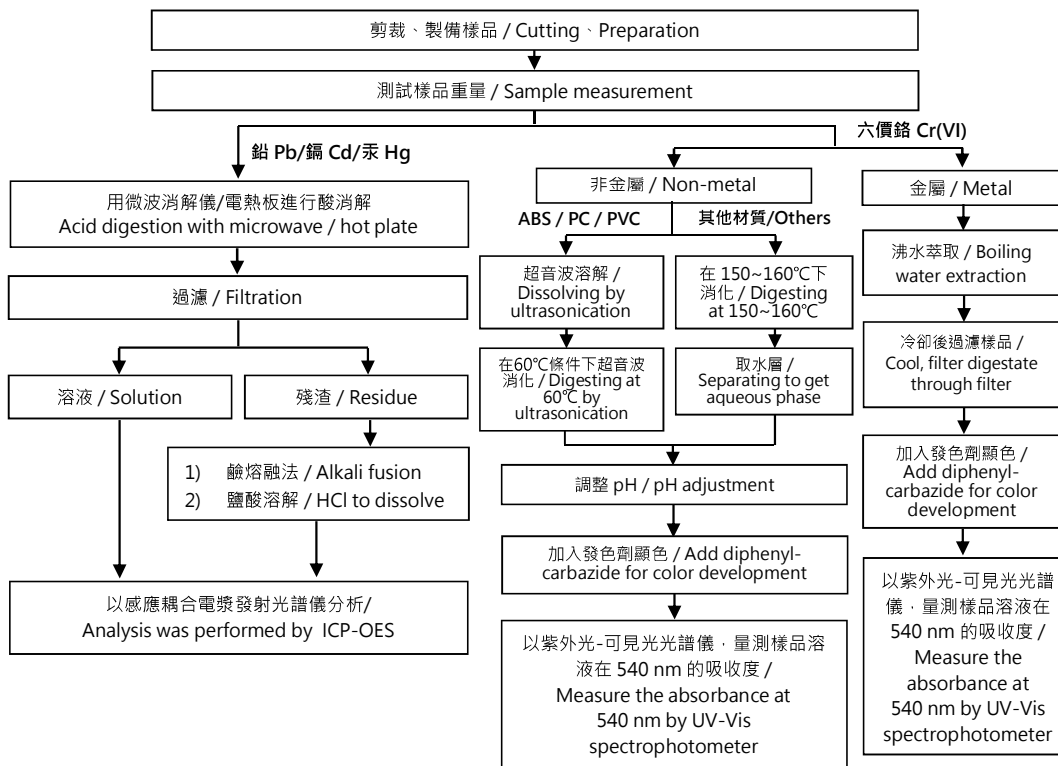 剪裁、製備樣品 / Cutting、Preparation
測試樣品重量 / Sample measurement
鉛 Pb/鎘 Cd/汞 Hg
六價鉻 Cr(VI)
用微波消解儀/電熱板進行酸消解
Acid digestion with microwave / hot plate
過濾 / Filtration
溶液 / Solution
殘渣 / Residue
1) 鹼熔融法 / Alkali fusion
2) 鹽酸溶解 / HCl to dissolve
以感應耦合電漿發射光譜儀分析/
Analysis was performed by ICP-OES
非金屬 / Non-metal
ABS / PC / PVC
其他材質/Others
超音波溶解 /
Dissolving by
ultrasonication
在60℃條件下超音波
消化 / Digesting at
60℃ by
ultrasonication
在 150~160℃下
消化 / Digesting
at 150~160℃
取水層 /
Separating to get
aqueous phase
調整 pH / pH adjustment
加入發色劑顯色 / Add diphenyl-
carbazide for color development
以紫外光-可見光光譜儀，量測樣品溶
液在 540 nm 的吸收度 /
Measure the absorbance at
540 nm by UV-Vis
spectrophotometer
金屬 / Metal
沸水萃取 / Boiling
water extraction
冷卻後過濾樣品 /
Cool, filter digestate
through filter
加入發色劑顯色 /
Add diphenyl-
carbazide for color
development
以紫外光-可見光光譜
儀，量測樣品溶液在
540 nm 的吸收度 /
Measure the
absorbance at
540 nm by UV-Vis
spectrophotometer